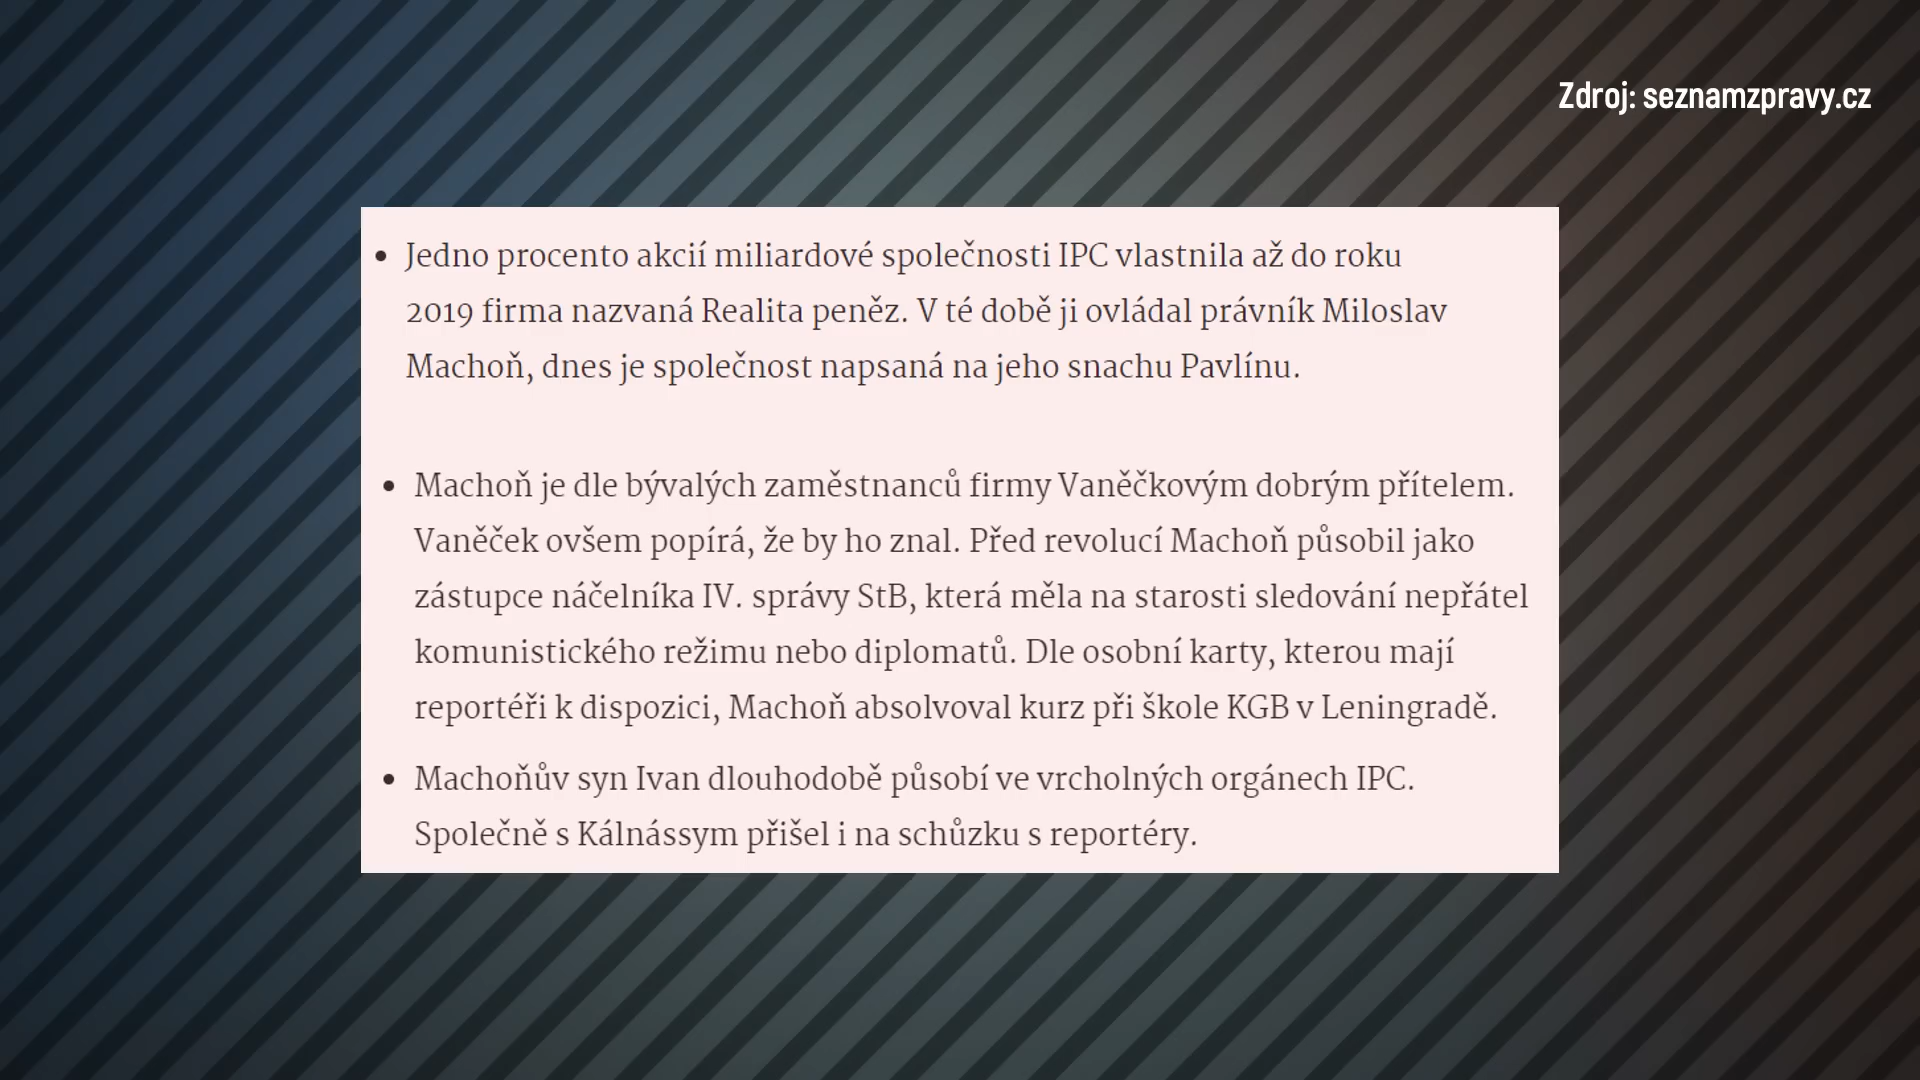 Zdroj: seznamzpravy.cz
• Jedno procento akcií miliardové společnosti IPC vlastnila až do roku
2019 firma nazvaná Realita peněz. V té době ji ovládal právník Miloslav
Machoň, dnes je společnost napsaná na jeho snachu Pavlínu.
• Machoň je dle bývalých zaměstnanců firmy Vaněčkovým dobrým přítelem.
Vaněček ovšem popírá, že by ho znal. Před revolucí Machoň působil jako
zástupce náčelníka IV. správy StB, která měla na starosti sledování nepřátel
komunistického režimu nebo diplomatů. Dle osobní karty, kterou mají
reportéři k dispozici, Machoň absolvoval kurz při škole KGB v Leningradě.
• Machoňův syn Ivan dlouhodobě působí ve vrcholných orgánech IPC.
Společně s Kálnássym přišel i na schůzku s reportéry.